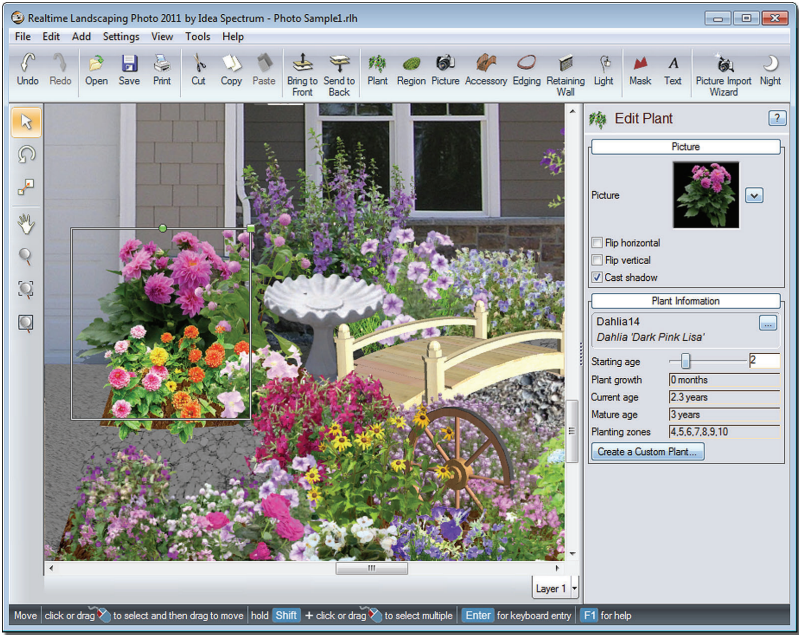 Realtime Landscaping Photo 2011 by Idea Spectrum - Photo Sample1.rlh
File Edit Add Settings View Tools Help
Undo Redo Open Save Print Cut Copy Paste Bring to Front Send to Back Plant Region Picture Accessory Edging Retaining Wall Light Mask Text Picture Import Wizard Night
Edit Plant ?
Picture
Picture
Flip horizontal
Flip vertical
Cast shadow
Plant Information
Dahlia14 ...
Dahlia 'Dark Pink Lisa'
Starting age 2
Plant growth 0 months
Current age 2.3 years
Mature age 3 years
Planting zones 4,5,6,7,8,9,10
Create a Custom Plant...
Layer 1
Move click or drag to select and then drag to move hold Shift + click or drag to select multiple Enter for keyboard entry F1 for help